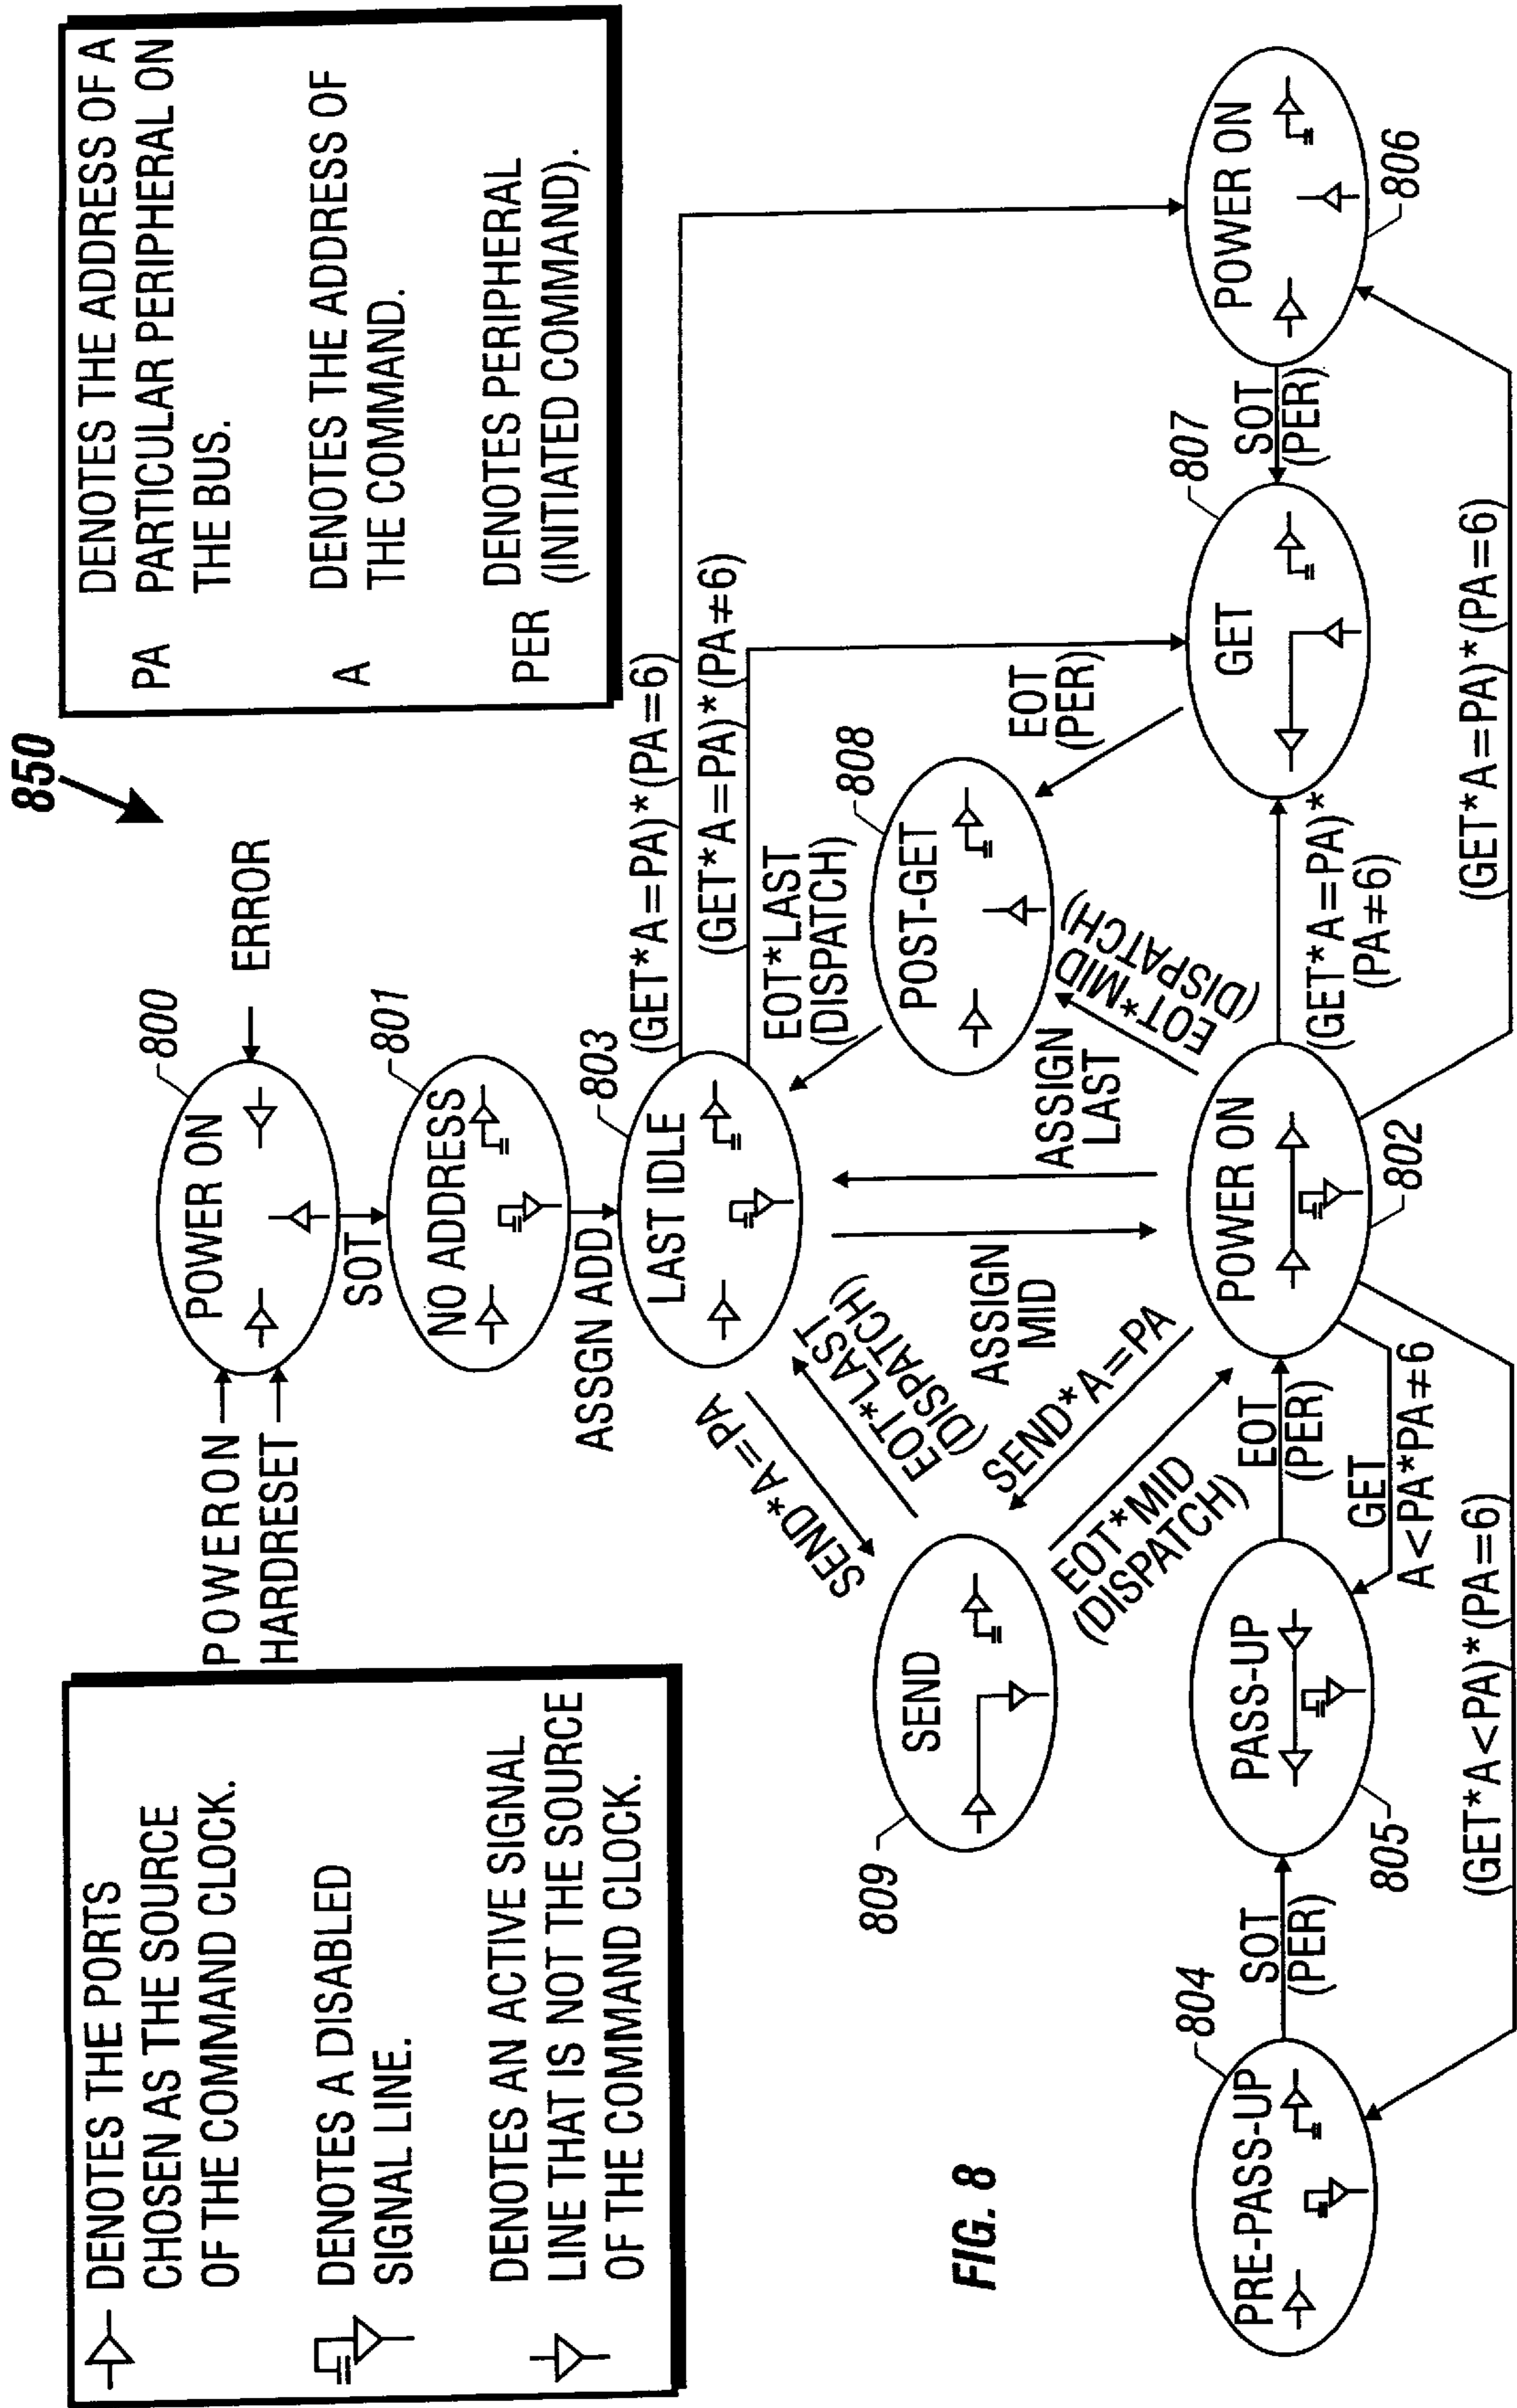 850
DENOTES THE PORTS
CHOSEN AS THE SOURCE
OF THE COMMAND CLOCK.
DENOTES A DISABLED
SIGNAL LINE.
DENOTES AN ACTIVE SIGNAL
LINE THAT IS NOT THE SOURCE
OF THE COMMAND CLOCK.
PA
DENOTES THE ADDRESS OF A
PARTICULAR PERIPHERAL ON
THE BUS.
A
DENOTES THE ADDRESS OF
THE COMMAND.
PER
DENOTES PERIPHERAL
(INITIATED COMMAND).
POWERON
HARDRESET
ERROR
800
POWER ON
SOT
801
NO ADDRESS
ASSGN ADD
803
LAST IDLE
(GET*A=PA)*(PA=6)
(GET*A=PA)*(PA≠6)
SEND*A=PA
EOT*LAST
(DISPATCH)
ASSIGN
MID
ASSIGN
LAST
EOT*LAST
(DISPATCH)
808
POST-GET
EOT
(PER)
809
SEND
SEND*A=PA
EOT*MID
(DISPATCH)
EOT*MID
(DISPATCH)
FIG. 8
804
PRE-PASS-UP
SOT
(PER)
805
PASS-UP
EOT
(PER)
GET
A<PA*PA≠6
802
POWER ON
(GET*A=PA)*
(PA≠6)
807
GET
SOT
(PER)
806
POWER ON
(GET*A<PA)*(PA=6)
(GET*A=PA)*(PA=6)